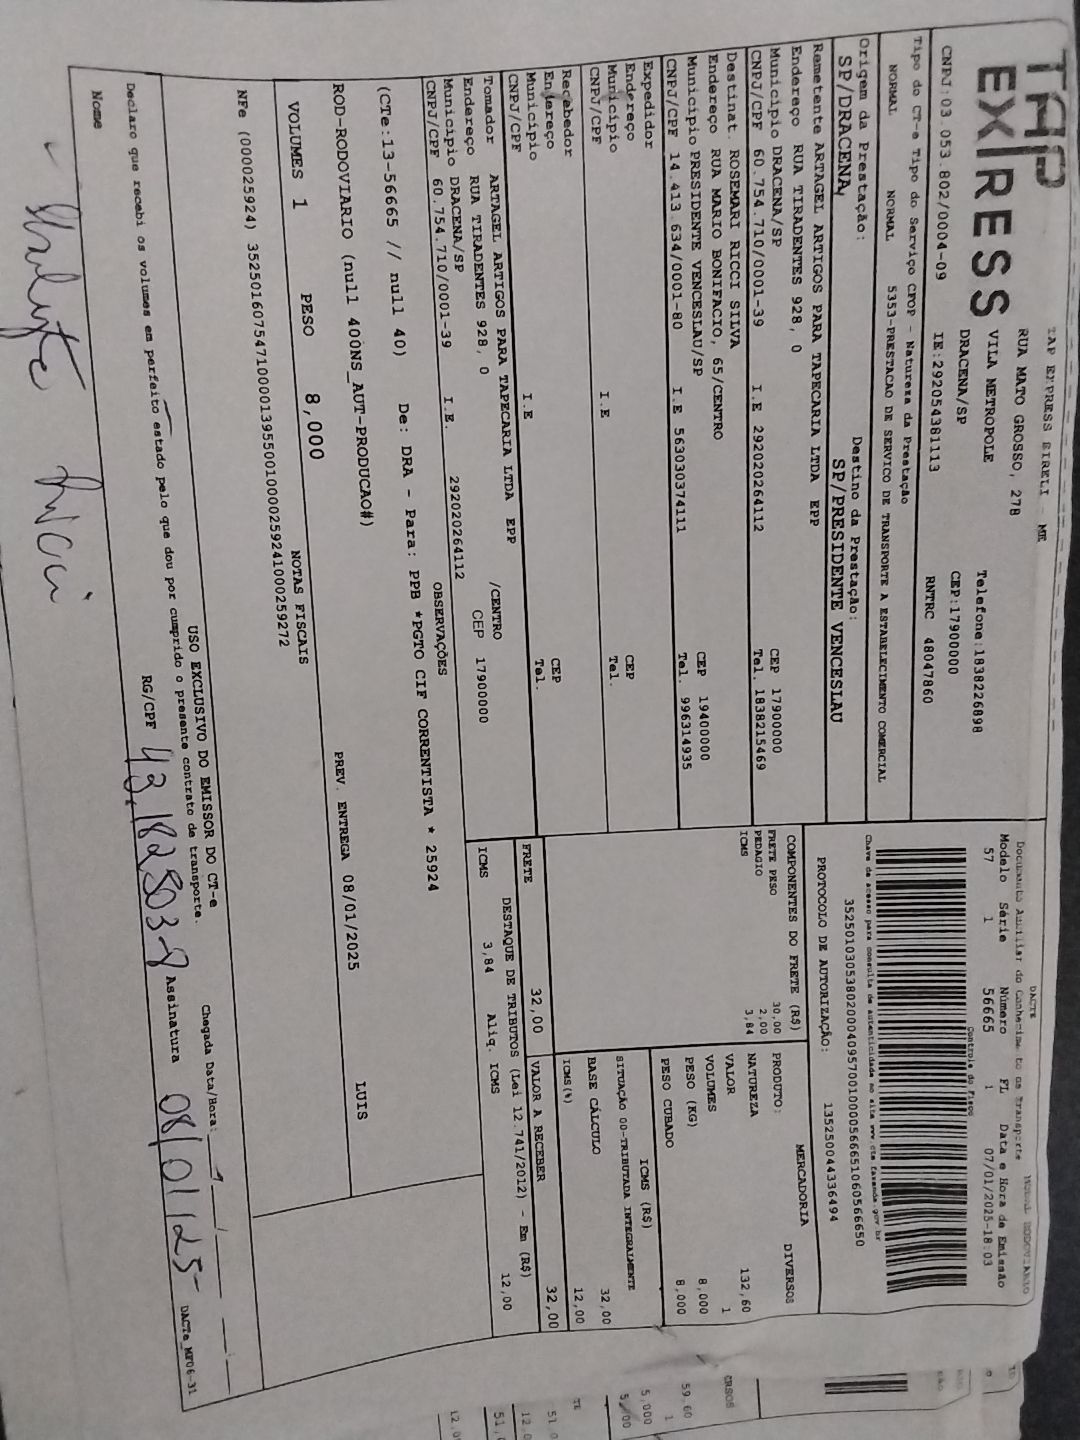 TAP EXPRESS
TAP EXPRESS EIRELI - ME
RUA MATO GROSSO, 278
VILA METROPOLE
DRACENA/SP
Telefone:1838226898
CEP:17900000
CNPJ:03.053.802/0004-09 IE:292054381113 RNTRC 48047860
DACTE
Documento Auxiliar do Conhecimento de Transporte
MODAL RODOVIARIO
Modelo Série Número FL Data e Hora de Emissão
57 1 56665 1 07/01/2025-18:03
Controle do Fisco
Tipo do CT-e Tipo do Serviço CFOP - Natureza da Prestação
NORMAL NORMAL 5353-PRESTACAO DE SERVICO DE TRANSPORTE A ESTABELECIMENTO COMERCIAL
Chave de acesso para consulta de autenticidade no site www.cte.fazenda.gov.br
35250103053802000409570010000566651060566650
Origem da Prestação: Destino da Prestação:
SP/DRACENA SP/PRESIDENTE VENCESLAU
PROTOCOLO DE AUTORIZAÇÃO: 135250044336494
Remetente ARTAGEL ARTIGOS PARA TAPECARIA LTDA EPP
Endereço RUA TIRADENTES 928, 0
Município DRACENA/SP CEP 17900000
CNPJ/CPF 60.754.710/0001-39 I.E 292020264112 Tel. 1838215469
Destinat. ROSEMARI RICCI SILVA
Endereço RUA MARIO BONIFACIO, 65/CENTRO
Município PRESIDENTE VENCESLAU/SP CEP 19400000
CNPJ/CPF 14.413.634/0001-80 I.E 563030374111 Tel. 996314935
Expedidor
Endereço
Município CEP
CNPJ/CPF I.E Tel.
Recebedor
Endereço
Município CEP
CNPJ/CPF I.E Tel.
Tomador ARTAGEL ARTIGOS PARA TAPECARIA LTDA EPP
Endereço RUA TIRADENTES 928, 0 /CENTRO
Município DRACENA/SP CEP 17900000
CNPJ/CPF 60.754.710/0001-39 I.E. 292020264112
COMPONENTES DO FRETE (R$)
FRETE PESO 30,00
PEDAGIO 2,00
ICMS 3,84
MERCADORIA
PRODUTO: DIVERSOS
NATUREZA
VALOR 132,60
VOLUMES 1
PESO (KG) 8,000
PESO CUBADO 8,000
ICMS (R$)
SITUAÇÃO 00-TRIBUTADA INTEGRALMENTE
BASE CÁLCULO 32,00
ICMS(%) 12,00
FRETE 32,00 VALOR A RECEBER 32,00
DESTAQUE DE TRIBUTOS (Lei 12.741/2012) - Em (R$)
ICMS 3,84 Aliq. ICMS 12,00
OBSERVAÇÕES
(CTe:13-56665 // null 40) De: DRA - Para: PPB *PGTO CIF CORRENTISTA * 25924
ROD-RODOVIARIO (null 400NS_AUT-PRODUCAO#) LUIS
VOLUMES 1 PESO 8,000 PREV. ENTREGA 08/01/2025
NOTAS FISCAIS
NFe (000025924) 35250160754710000139550010000259241000259272
USO EXCLUSIVO DO EMISSOR DO CT-e
Declaro que recebi os volumes em perfeito estado pelo que dou por cumprido o presente contrato de transporte.
Chegada Data/Hora:
Nome RG/CPF Assinatura 08/01/25
DACTe_MF06-31
Ricci